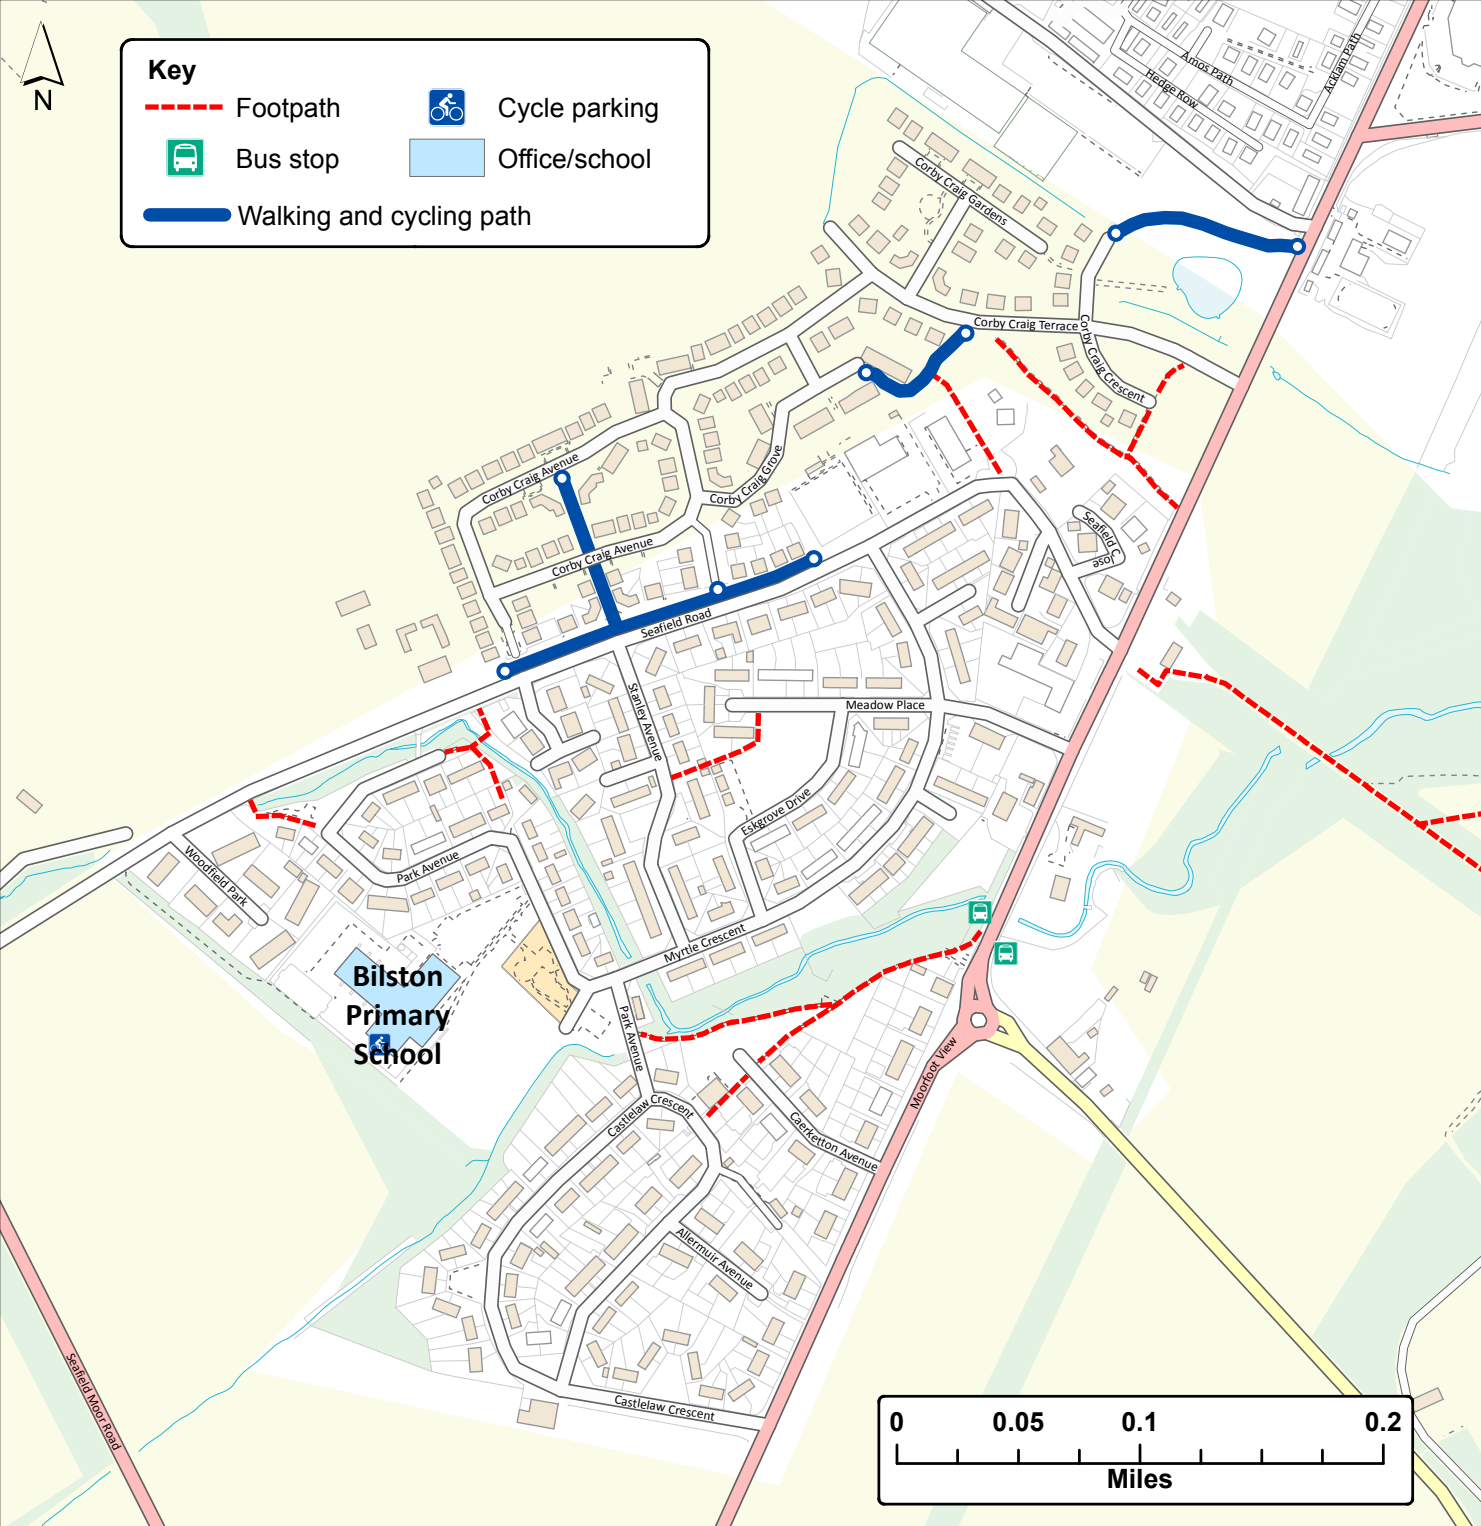 N
Key
Footpath
Cycle parking
Bus stop
Office/school
Walking and cycling path
Amos Path
Hedge Row
Acklam Path
Corby Craig Gardens
Corby Craig Terrace
Corby Craig Crescent
Corby Craig Avenue
Corby Craig Grove
Corby Craig Avenue
Seafield C
lose
Seafield Road
Stanley Avenue
Meadow Place
Eskgrove Drive
Park Avenue
Woodfield Park
Myrtle Crescent
Bilston
Primary
School
Park Avenue
Moorfoot View
Castlelaw Crescent
Caerketton Avenue
Allermuir Avenue
Seafield Moor Road
Castlelaw Crescent
0 0.05 0.1 0.2
Miles